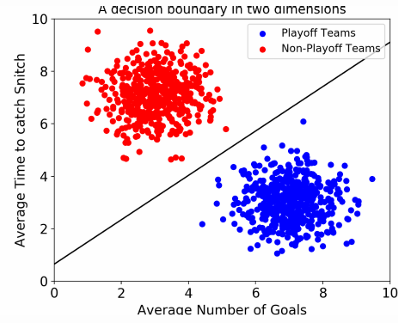 A decision boundary in two dimensions
Playoff Teams
Non-Playoff Teams
Average Time to catch Snitch
10
8
6
4
2
0
0 2 4 6 8 10
Average Number of Goals